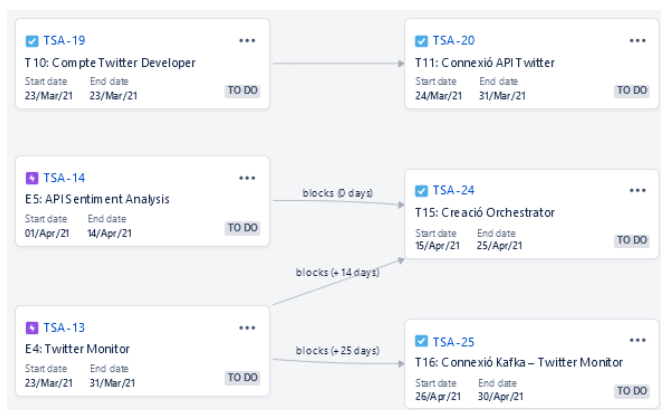 TSA-19
T10: Compte Twitter Developer
Start date End date
23/Mar/21 23/Mar/21
TO DO
TSA-20
T11: Connexió API Twitter
Start date End date
24/Mar/21 31/Mar/21
TO DO
TSA-14
E5: API Sentiment Analysis
Start date End date
01/Apr/21 14/Apr/21
TO DO
blocks (0 days)
TSA-24
T15: Creació Orchestrator
Start date End date
15/Apr/21 25/Apr/21
TO DO
blocks (+14 days)
TSA-13
E4: Twitter Monitor
Start date End date
23/Mar/21 31/Mar/21
TO DO
blocks (+25 days)
TSA-25
T16: Connexió Kafka – Twitter Monitor
Start date End date
26/Apr/21 30/Apr/21
TO DO